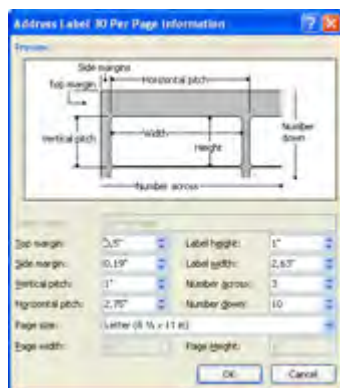 Address Label 30 Per Page Information
Preview
Side margins
Top margin
Horizontal pitch
Vertical pitch
Width
Height
Number down
Number across
Top margin: 0,5" Label height: 1"
Side margin: 0,19" Label width: 2,63"
Vertical pitch: 1" Number across: 3
Horizontal pitch: 2,75" Number down: 10
Page size: Letter (8 ½ x 11 in)
Page width: Page Height:
OK Cancel